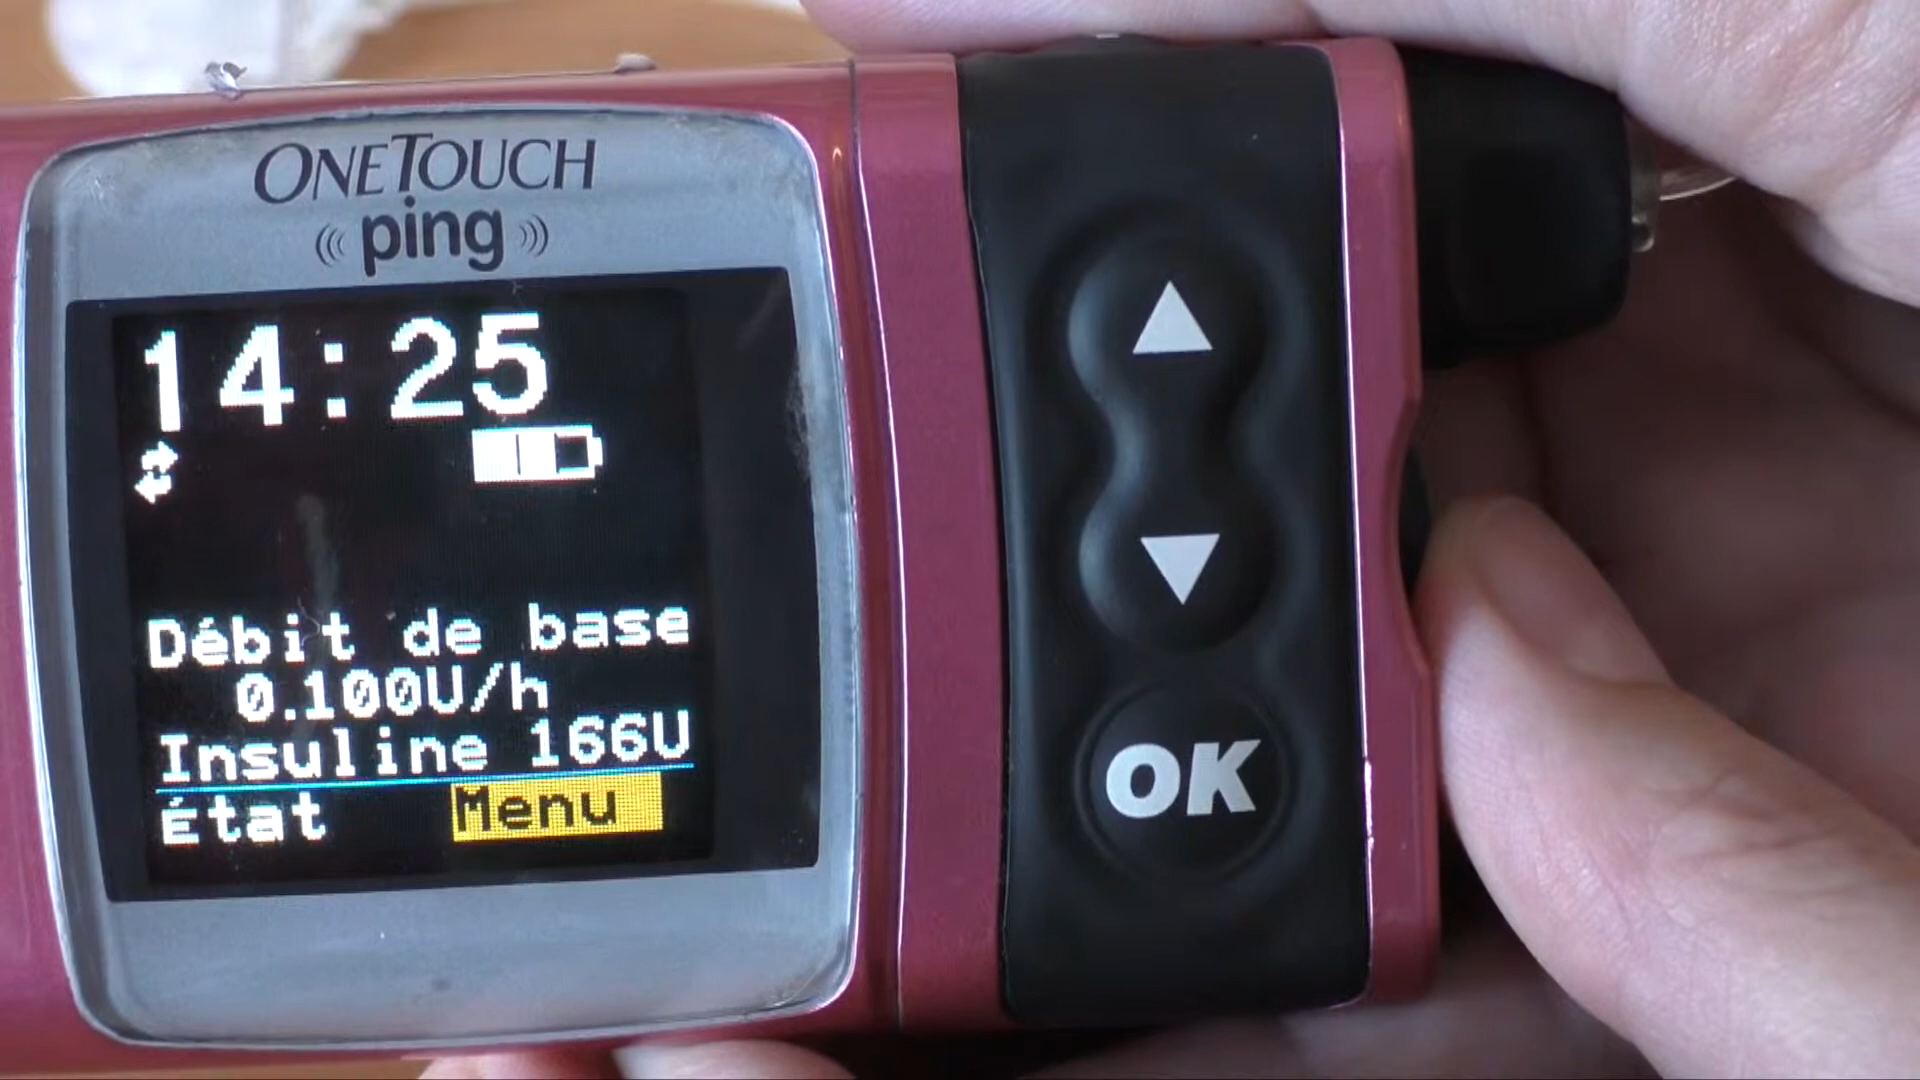 ONETOUCH
ping
14:25
Débit de base
0.100U/h
Insuline 166U
État Menu
OK